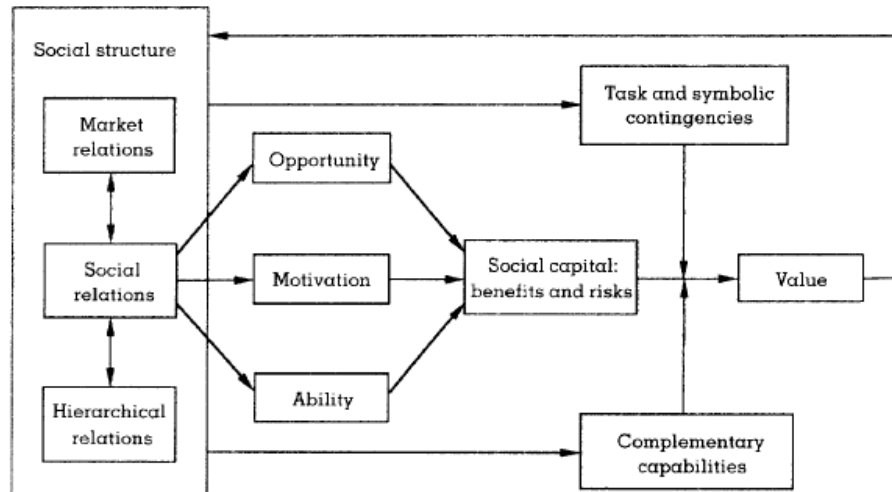 Social structure
Task and symbolic
contingencies
Market
relations
Opportunity
Social
relations
Motivation
Social capital:
benefits and risks
Value
Hierarchical
relations
Ability
Complementary
capabilities